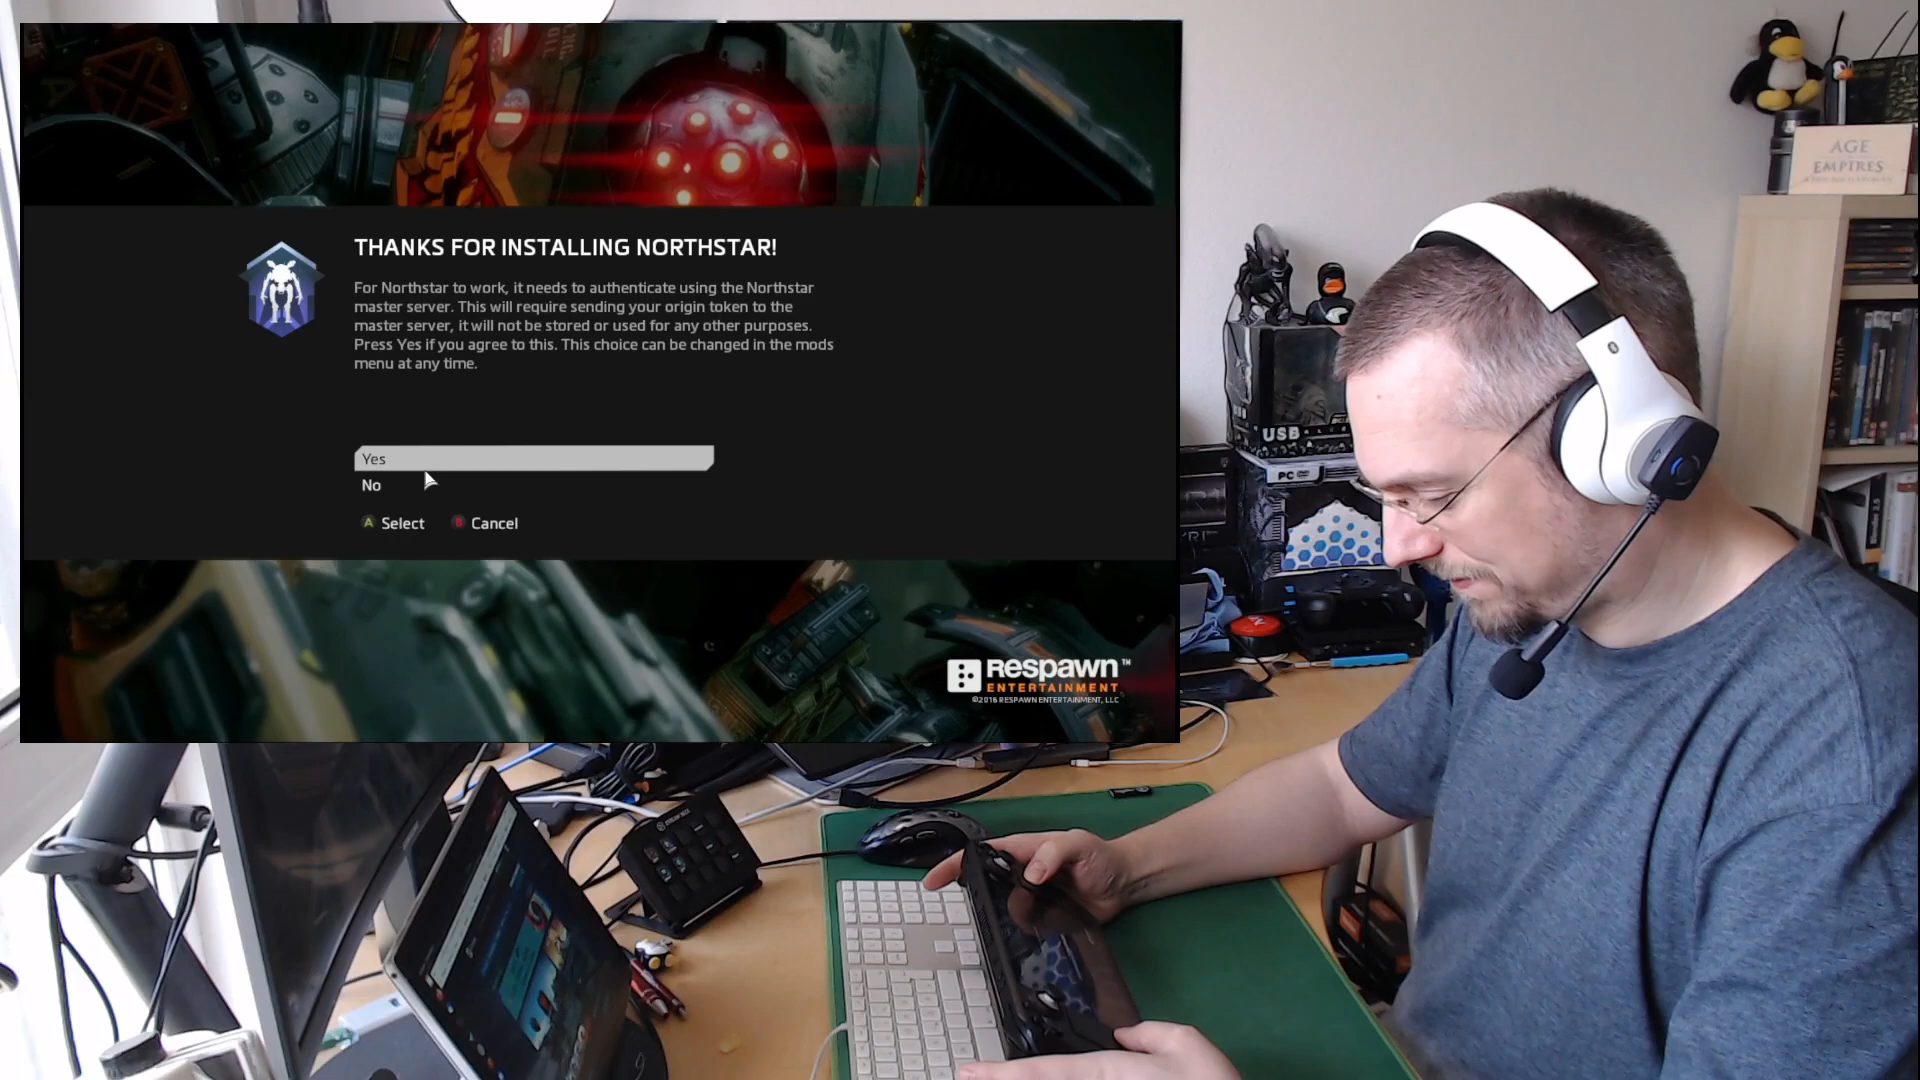 THANKS FOR INSTALLING NORTHSTAR!
For Northstar to work, it needs to authenticate using the Northstar
master server. This will require sending your origin token to the
master server, it will not be stored or used for any other purposes.
Press Yes if you agree to this. This choice can be changed in the mods
menu at any time.
Yes
No
A Select B Cancel
Respawn™
ENTERTAINMENT
©2016 RESPAWN ENTERTAINMENT, LLC
AGE
EMPIRES
USB
PC